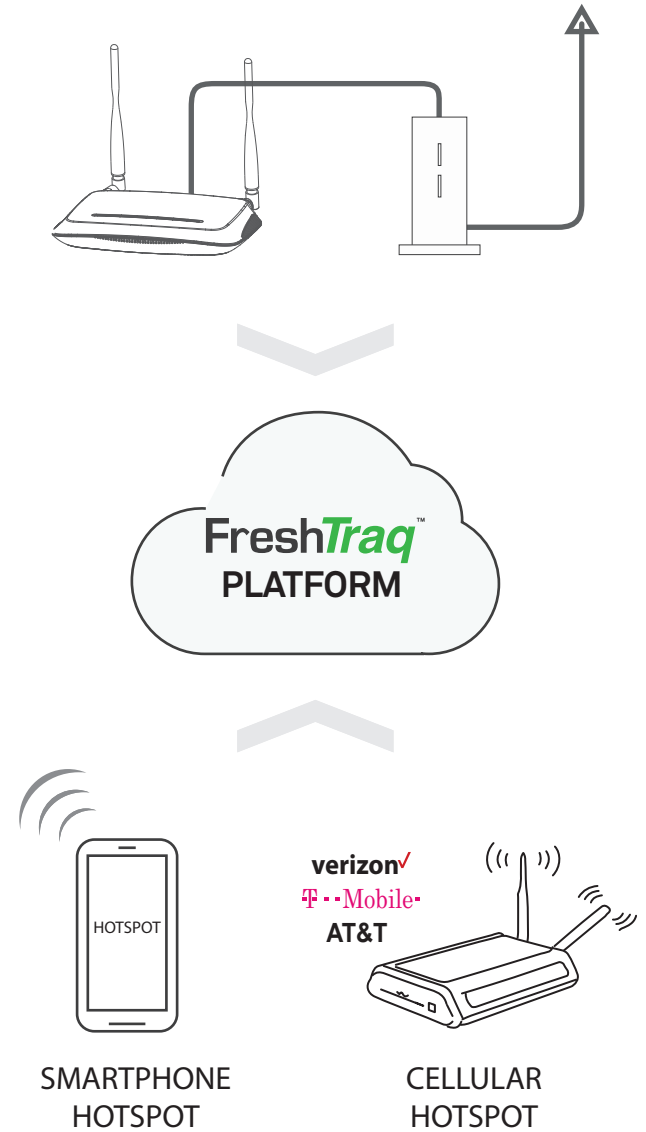 FreshTraq™
PLATFORM
HOTSPOT
verizon✓
T··Mobile·
AT&T
SMARTPHONE
HOTSPOT
CELLULAR
HOTSPOT